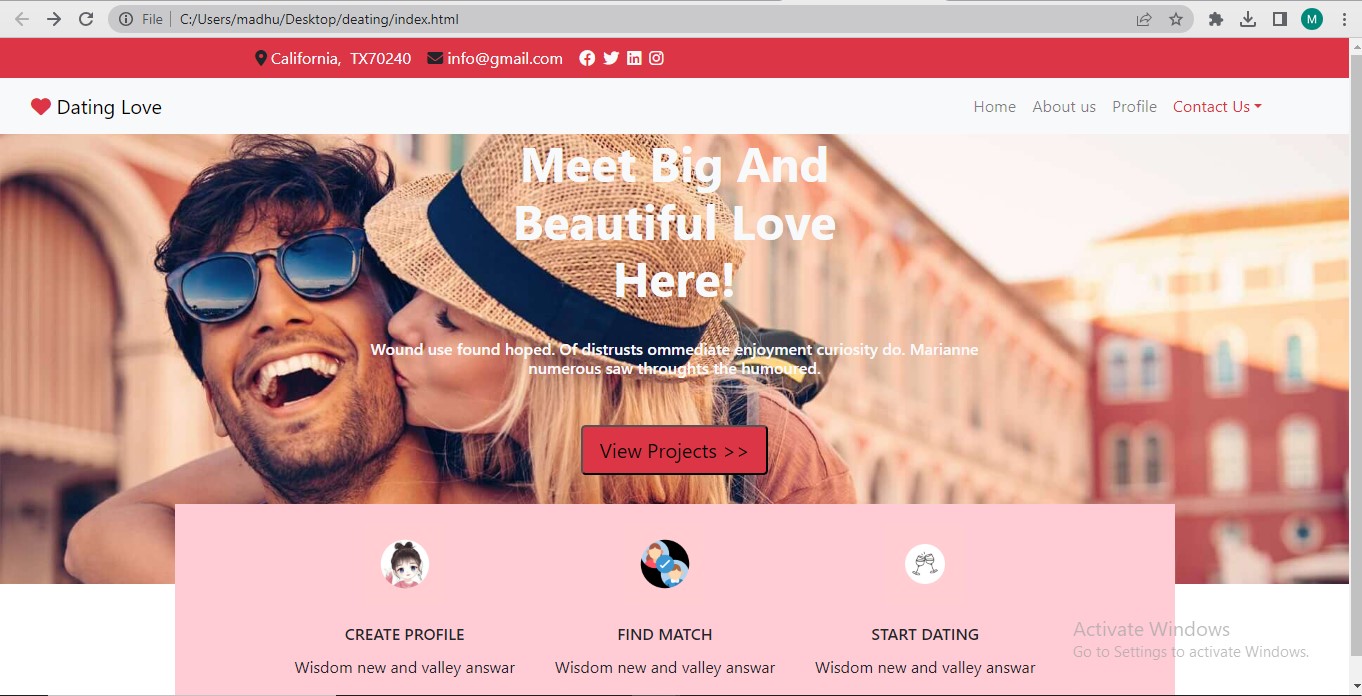 File C:/Users/madhu/Desktop/deating/index.html M
California, TX70240 info@gmail.com
Dating Love Home About us Profile Contact Us
Meet Big And
Beautiful Love
Here!
Wound use found hoped. Of distrusts ommediate enjoyment curiosity do. Marianne
numerous saw throughts the humoured.
View Projects >>
CREATE PROFILE FIND MATCH START DATING
Wisdom new and valley answar Wisdom new and valley answar Wisdom new and valley answar
Activate Windows
Go to Settings to activate Windows.